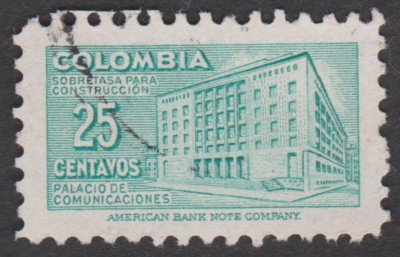 COLOMBIA
SOBRETASA PARA
CONSTRUCCIÓN
25
CENTAVOS
PALACIO DE
COMUNICACIONES
AMERICAN BANK NOTE COMPANY.